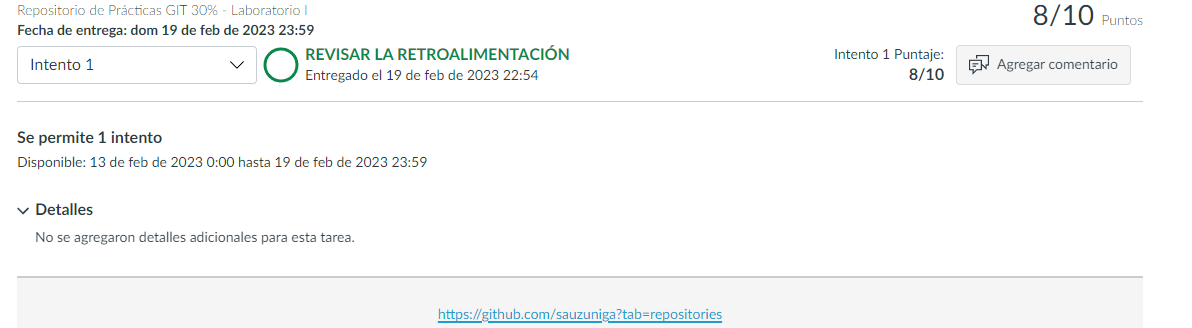 Repositorio de Prácticas GIT 30% - Laboratorio I
8/10 Puntos
Fecha de entrega: dom 19 de feb de 2023 23:59
Intento 1
REVISAR LA RETROALIMENTACIÓN
Entregado el 19 de feb de 2023 22:54
Intento 1 Puntaje:
8/10
Agregar comentario
Se permite 1 intento
Disponible: 13 de feb de 2023 0:00 hasta 19 de feb de 2023 23:59
Detalles
No se agregaron detalles adicionales para esta tarea.
https://github.com/sauzuniga?tab=repositories